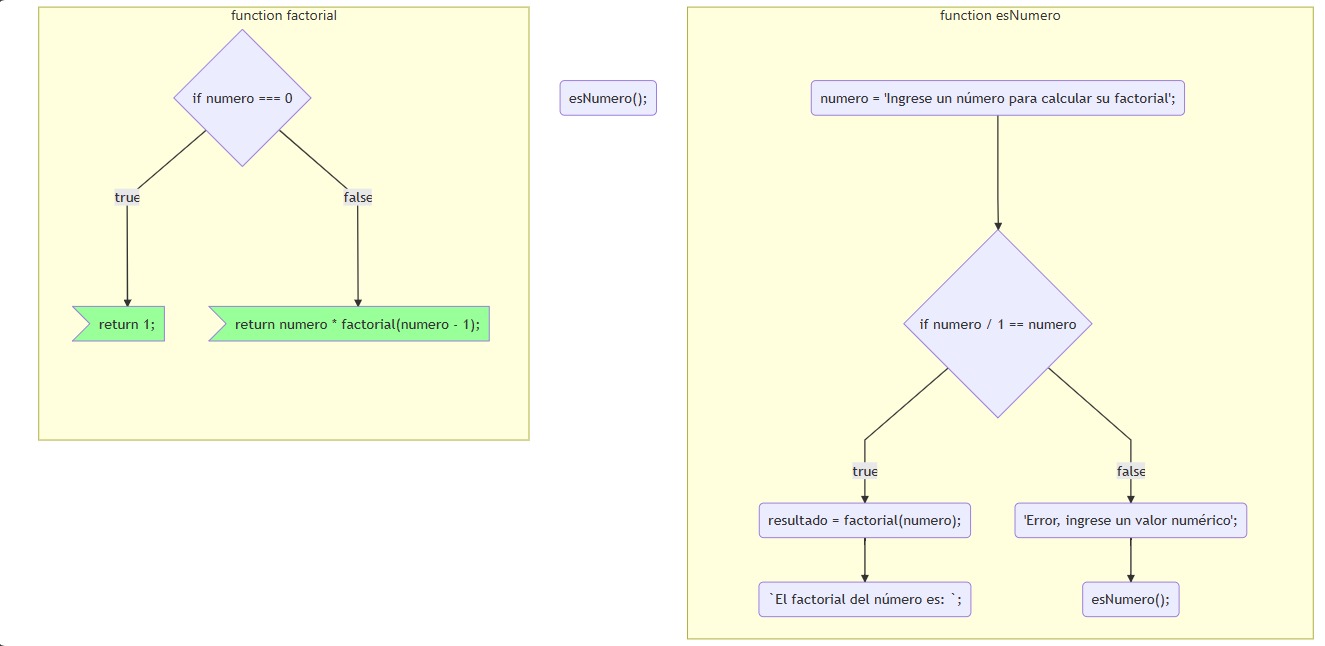 function factorial
if numero === 0
true
false
return 1;
return numero * factorial(numero - 1);
esNumero();
function esNumero
numero = 'Ingrese un número para calcular su factorial';
if numero / 1 == numero
true
false
resultado = factorial(numero);
'Error, ingrese un valor numérico';
`El factorial del número es: `;
esNumero();